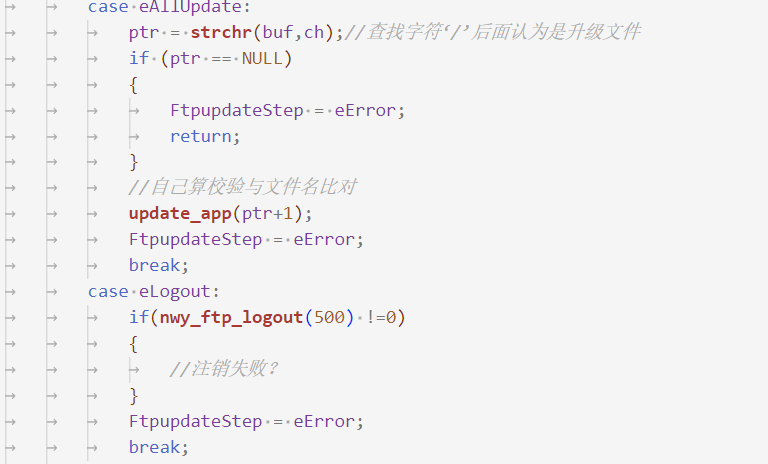 case eAllUpdate:
ptr = strchr(buf,ch);//查找字符‘/’后面认为是升级文件
if (ptr == NULL)
{
FtpupdateStep = eError;
return;
}
//自己算校验与文件名比对
update_app(ptr+1);
FtpupdateStep = eError;
break;
case eLogout:
if(nwy_ftp_logout(500) !=0)
{
//注销失败？
}
FtpupdateStep = eError;
break;